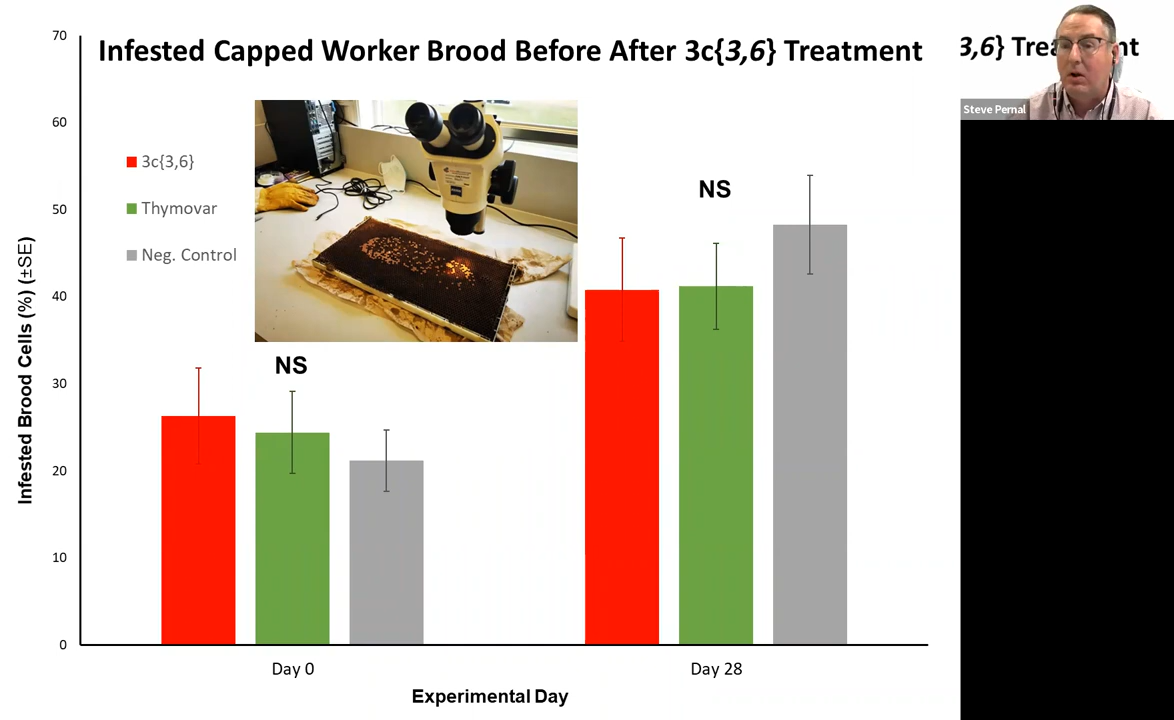 Infested Capped Worker Brood Before After 3c{3,6} Treatment
3,6} Trea nt
Steve Pernal
70
60
50
40
30
20
10
0
Infested Brood Cells (%) (±SE)
3c{3,6}
Thymovar
Neg. Control
NS
NS
Day 0
Day 28
Experimental Day